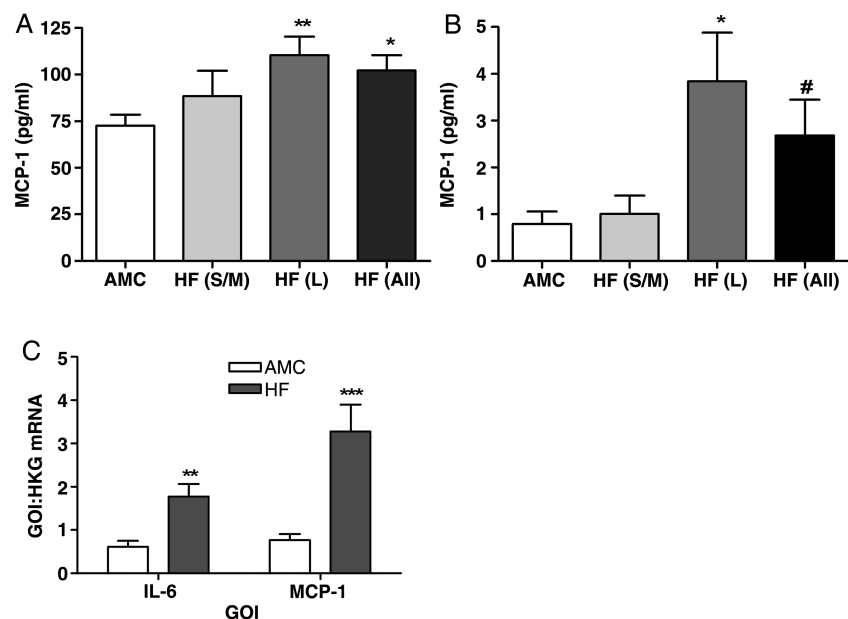 A
MCP-1 (pg/ml)
125
100
75
50
25
0
**
*
AMC HF (S/M) HF (L) HF (All)
B
MCP-1 (pg/ml)
5
4
3
2
1
0
*
#
AMC HF (S/M) HF (L) HF (All)
C
GOI:HKG mRNA
5
4
3
2
1
0
AMC
HF
**
***
IL-6 MCP-1
GOI